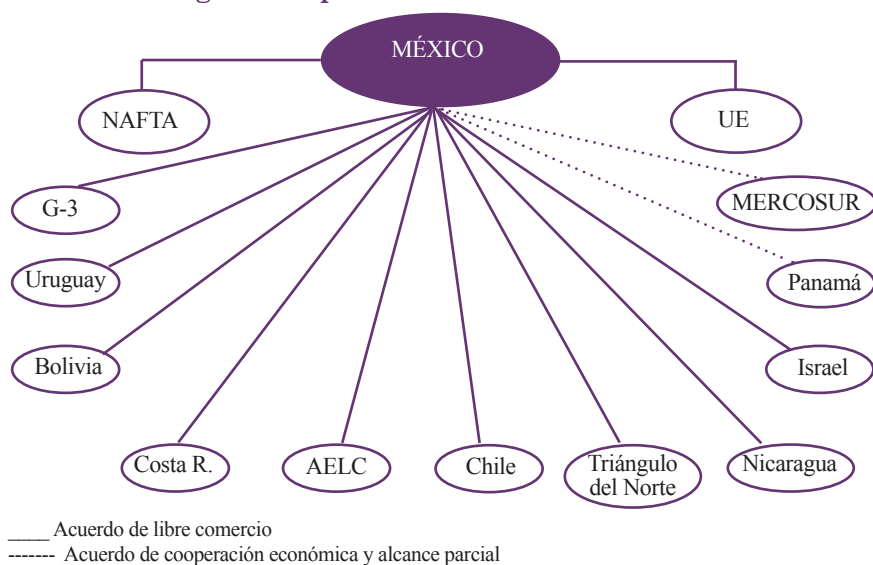 MÉXICO
NAFTA
UE
G-3
MERCOSUR
Uruguay
Panamá
Bolivia
Israel
Costa R.
AELC
Chile
Triángulo
del Norte
Nicaragua
____ Acuerdo de libre comercio
------- Acuerdo de cooperación económica y alcance parcial